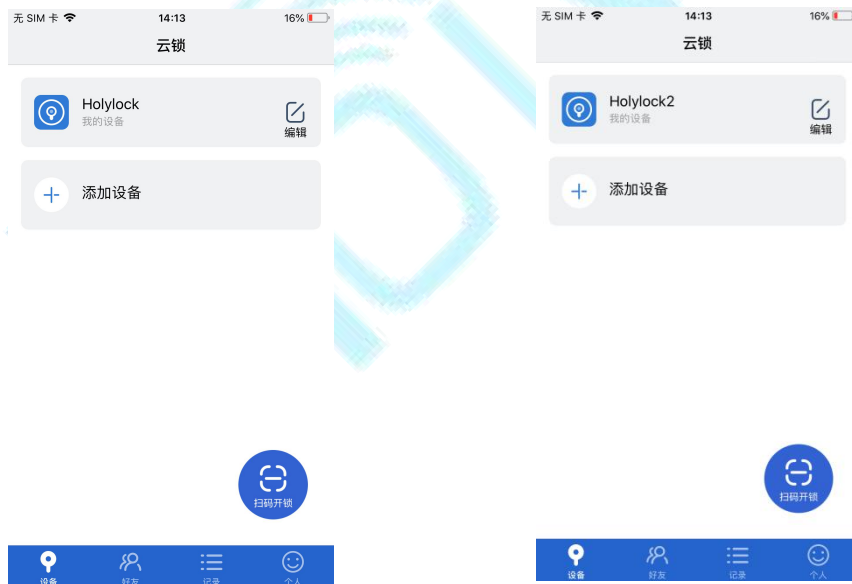 无 SIM 卡 14:13 16%
云锁
Holylock
我的设备
编辑
添加设备
扫码开锁
设备 好友 记录 个人
无 SIM 卡 14:13 16%
云锁
Holylock2
我的设备
编辑
添加设备
扫码开锁
设备 好友 记录 个人